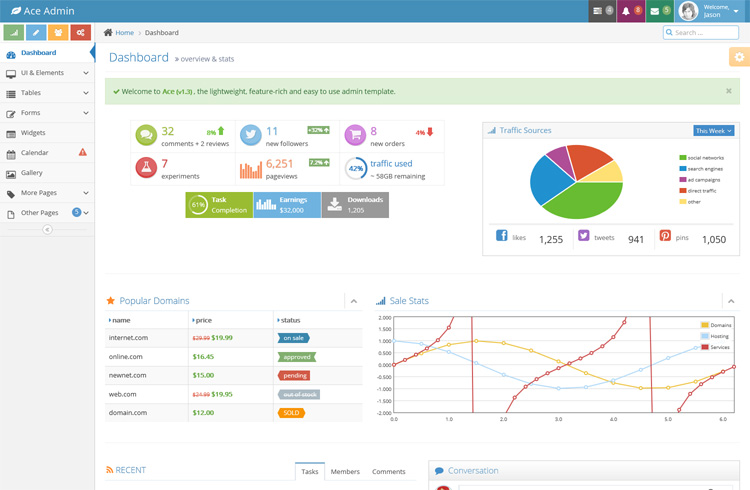 Ace Admin
4
8
5
Welcome,
Jason
Home » Dashboard
Search ...
Dashboard
UI & Elements
Tables
Forms
Widgets
Calendar
Gallery
More Pages
Other Pages 5
Dashboard » overview & stats
Welcome to Ace (v1.3) , the lightweight, feature-rich and easy to use admin template.
32 8%
comments + 2 reviews
11 +32%
new followers
8 4%
new orders
7
experiments
6,251 7.2%
pageviews
42% traffic used
~ 58GB remaining
61% Task
Completion
Earnings
$32,000
Downloads
1,205
Traffic Sources This Week
social networks
search engines
ad campaigns
direct traffic
other
likes 1,255 tweets 941 pins 1,050
Popular Domains
name price status
internet.com $29.99 $19.99 on sale
online.com $16.45 approved
newnet.com $15.00 pending
web.com $24.99 $19.95 out of stock
domain.com $12.00 SOLD
Sale Stats
2.000
1.500
1.000
0.500
0.000
-0.500
-1.000
-1.500
-2.000
0.0 1.0 2.0 3.0 4.0 5.0 6.0
Domains
Hosting
Services
RECENT Tasks Members Comments
Conversation